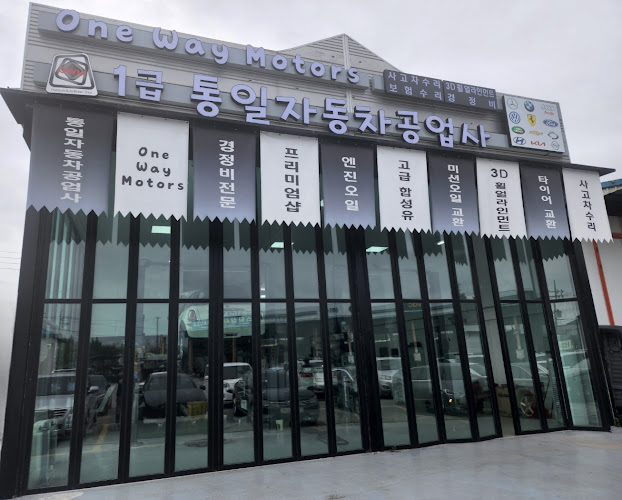 One Way Motors
1급 통일자동차공업사
사고차수리 3D휠얼라인먼트
보험수리 경정비
통일자동차공업사
One
Way
Motors
경정비전문
프리미엄샵
엔진오일
고급 합성유
미션오일 교환
3D 휠얼라인먼트
타이어 교환
사고차수리